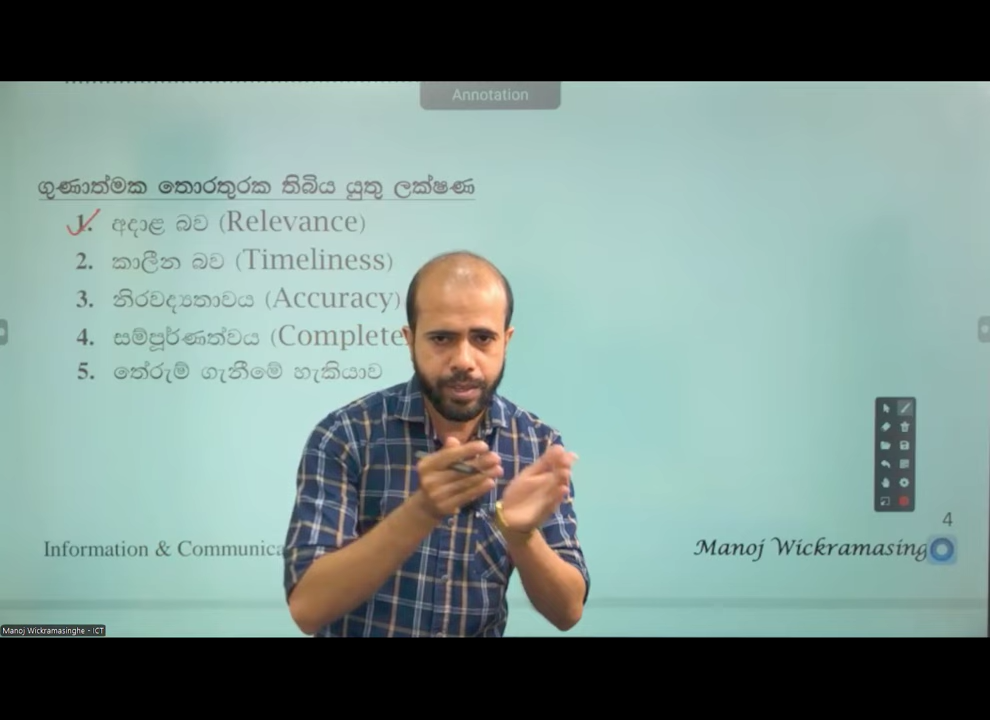 Annotation
ගුණාත්මක තොරතුරක තිබිය යුතු ලක්ෂණ
1. අදාළ බව (Relevance)
2. කාලීන බව (Timeliness)
3. නිරවද්‍යතාවය (Accuracy)
4. සම්පූර්ණත්වය (Complete
5. තේරුම් ගැනීමේ හැකියාව
4
Information & Communica
Manoj Wickramasing
Manoj Wickramasinghe - ICT